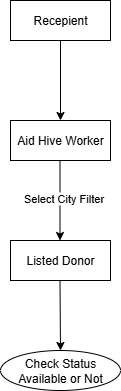 Recepient
Aid Hive Worker
Select City Filter
Listed Donor
Check Status
Available or Not